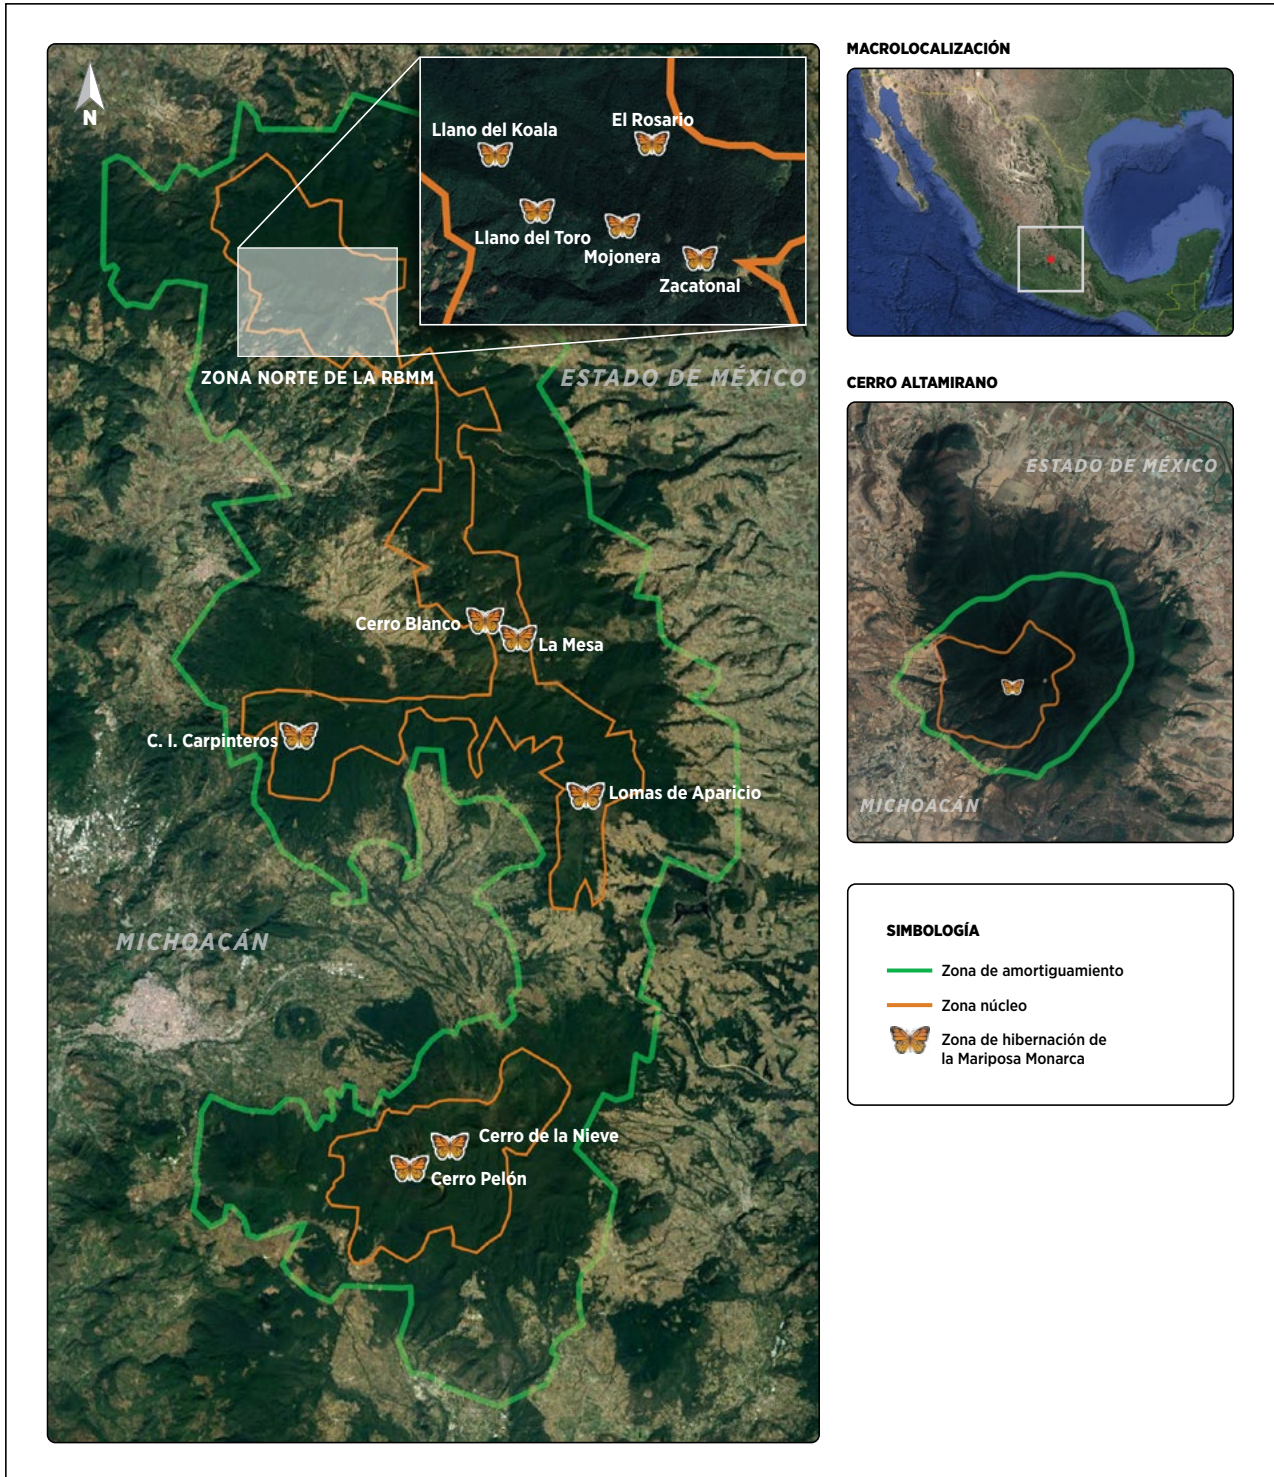 N
Llano del Koala
El Rosario
Llano del Toro
Mojonera
Zacatonal
ZONA NORTE DE LA RBMM
ESTADO DE MÉXICO
Cerro Blanco
La Mesa
C. I. Carpinteros
Lomas de Aparicio
MICHOACÁN
Cerro de la Nieve
Cerro Pelón
MACROLOCALIZACIÓN
CERRO ALTAMIRANO
ESTADO DE MÉXICO
MICHOACÁN
SIMBOLOGÍA
Zona de amortiguamiento
Zona núcleo
Zona de hibernación de
la Mariposa Monarca